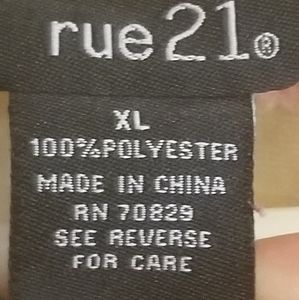 rue21®
XL
100%POLYESTER
MADE IN CHINA
RN 70829
SEE REVERSE
FOR CARE